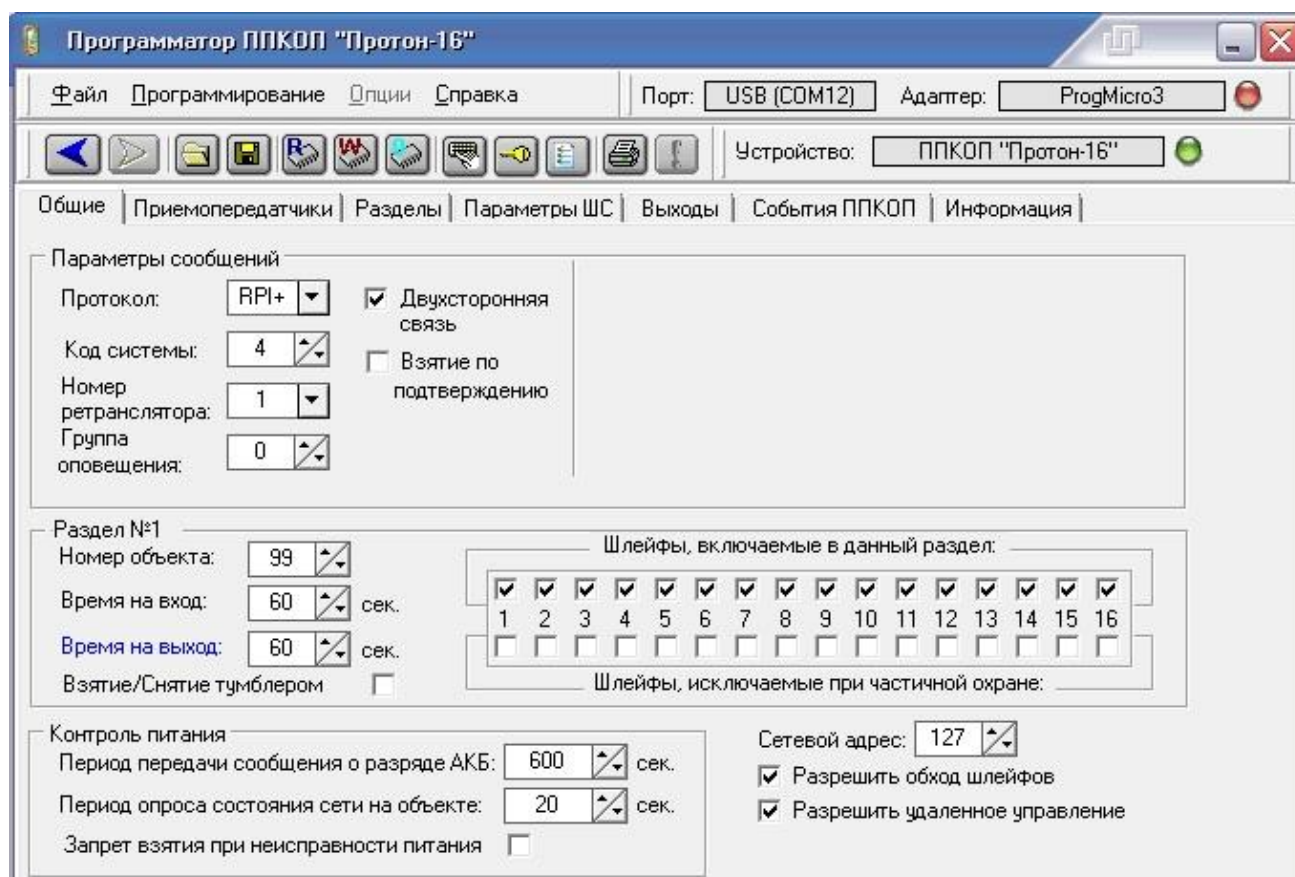 Программатор ППКОП "Протон-16"
Файл Программирование Опции Справка Порт: USB (COM12) Адаптер: ProgMicro3
R W Устройство: ППКОП "Протон-16"
Общие Приемопередатчики Разделы Параметры ШС Выходы События ППКОП Информация
Параметры сообщений
Протокол: RPI+ Двухсторонняя связь
Код системы: 4 Взятие по подтверждению
Номер ретранслятора: 1
Группа оповещения: 0
Раздел №1
Номер объекта: 99
Время на вход: 60 сек.
Время на выход: 60 сек.
Взятие/Снятие тумблером
Шлейфы, включаемые в данный раздел:
1 2 3 4 5 6 7 8 9 10 11 12 13 14 15 16
Шлейфы, исключаемые при частичной охране:
Контроль питания
Период передачи сообщения о разряде АКБ: 600 сек.
Период опроса состояния сети на объекте: 20 сек.
Запрет взятия при неисправности питания
Сетевой адрес: 127
Разрешить обход шлейфов
Разрешить удаленное управление